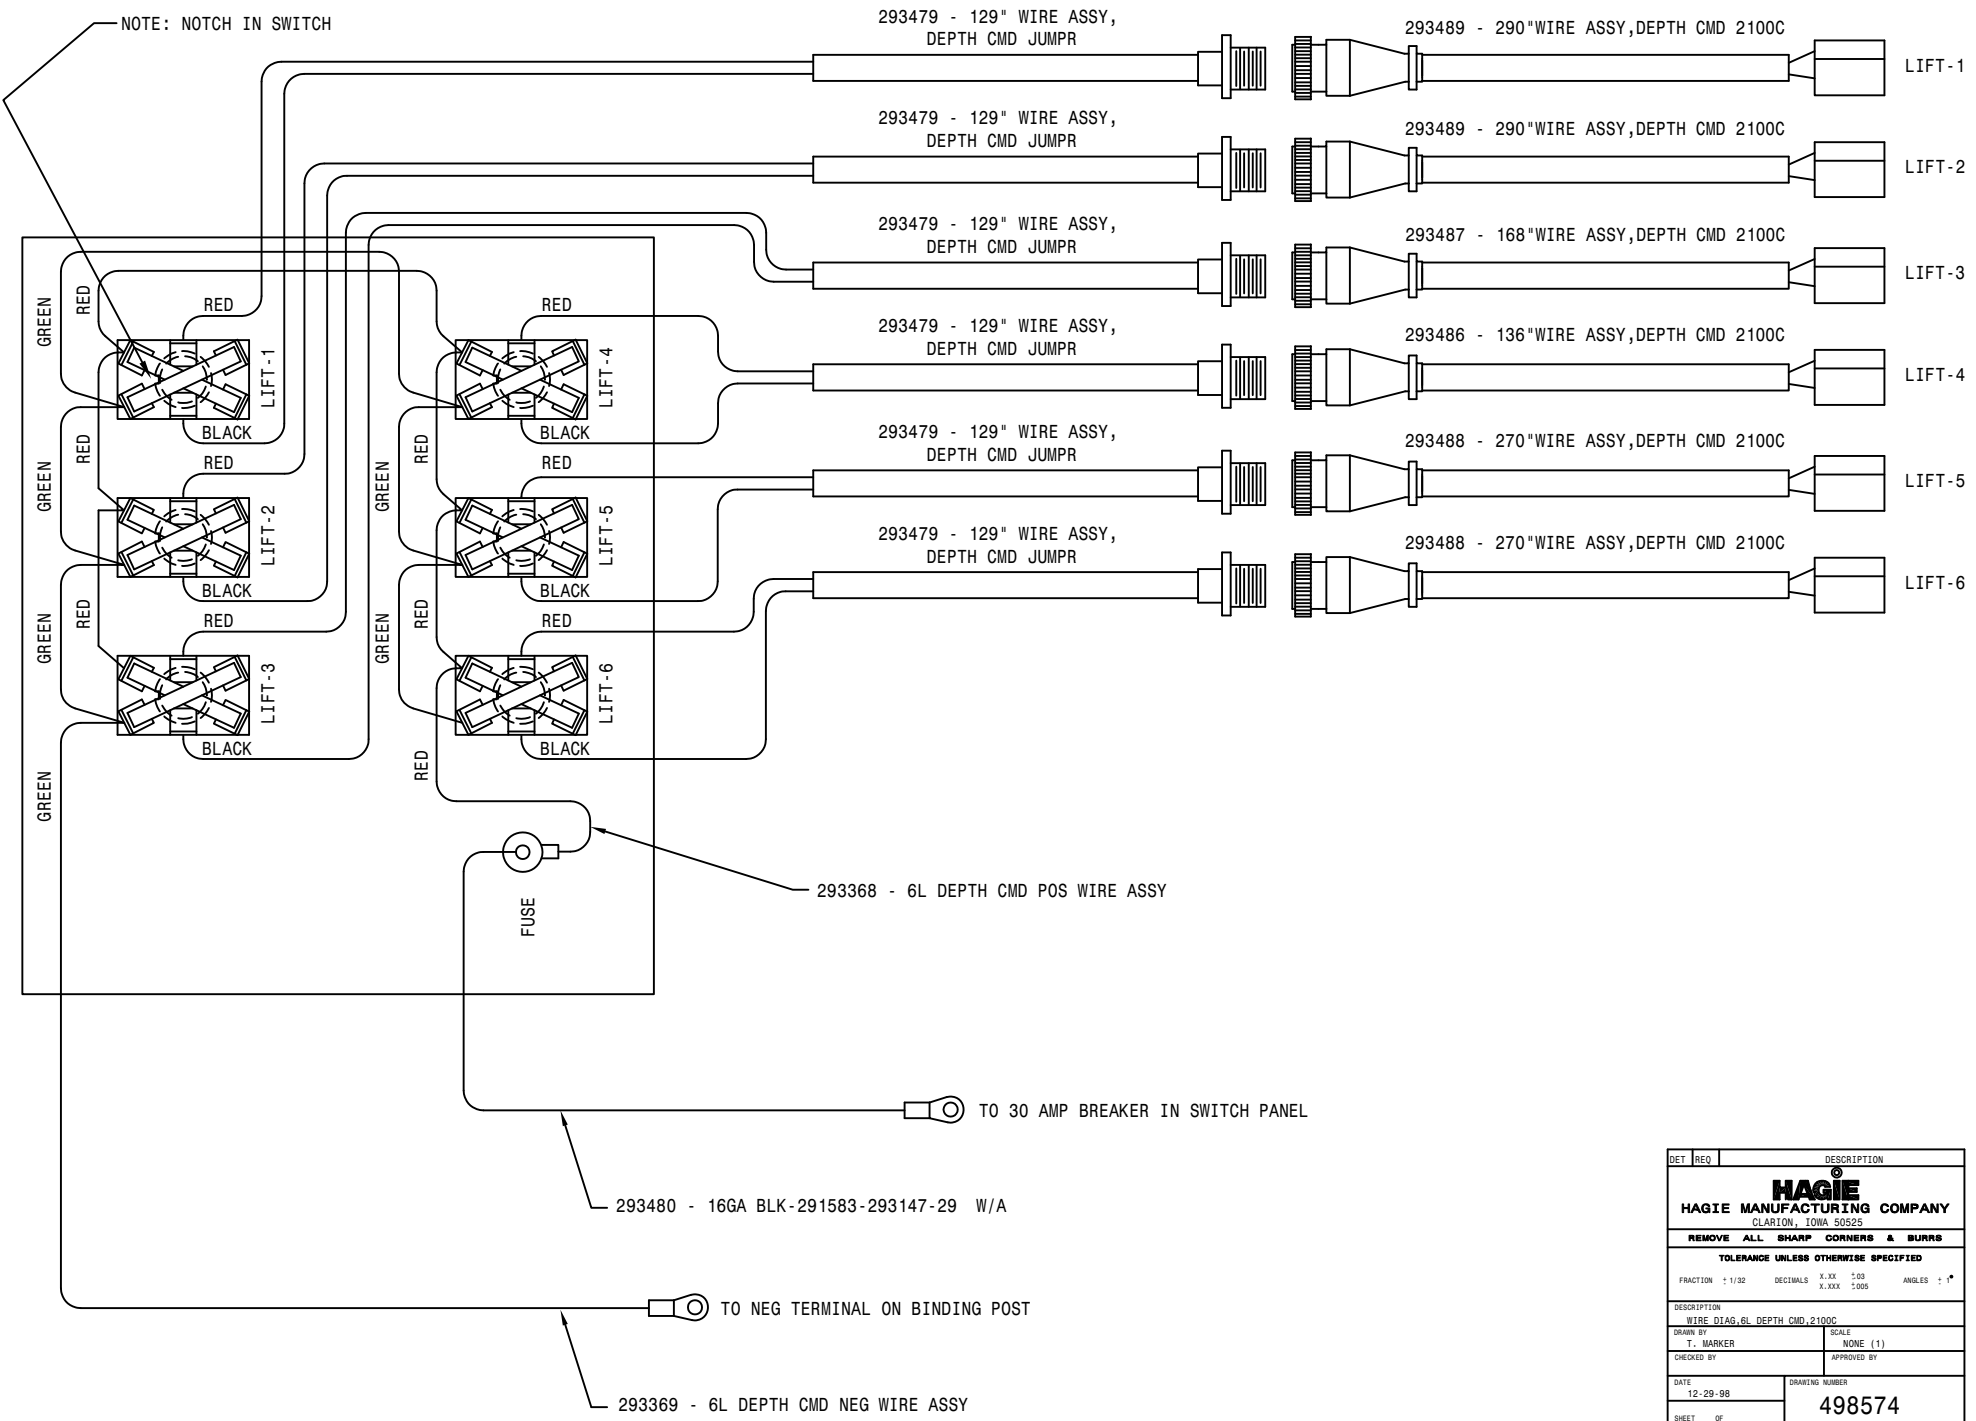 NOTE: NOTCH IN SWITCH
293479 - 129" WIRE ASSY,
DEPTH CMD JUMPR
293489 - 290"WIRE ASSY,DEPTH CMD 2100C
LIFT-1
293479 - 129" WIRE ASSY,
DEPTH CMD JUMPR
293489 - 290"WIRE ASSY,DEPTH CMD 2100C
LIFT-2
293479 - 129" WIRE ASSY,
DEPTH CMD JUMPR
293487 - 168"WIRE ASSY,DEPTH CMD 2100C
LIFT-3
293479 - 129" WIRE ASSY,
DEPTH CMD JUMPR
293486 - 136"WIRE ASSY,DEPTH CMD 2100C
LIFT-4
293479 - 129" WIRE ASSY,
DEPTH CMD JUMPR
293488 - 270"WIRE ASSY,DEPTH CMD 2100C
LIFT-5
293479 - 129" WIRE ASSY,
DEPTH CMD JUMPR
293488 - 270"WIRE ASSY,DEPTH CMD 2100C
LIFT-6
GREEN
RED
RED
LIFT-1
BLACK
RED
LIFT-4
BLACK
GREEN
RED
RED
LIFT-2
BLACK
GREEN
RED
RED
LIFT-5
BLACK
GREEN
RED
RED
LIFT-3
BLACK
GREEN
RED
RED
LIFT-6
BLACK
GREEN
RED
FUSE
293368 - 6L DEPTH CMD POS WIRE ASSY
TO 30 AMP BREAKER IN SWITCH PANEL
293480 - 16GA BLK-291583-293147-29 W/A
TO NEG TERMINAL ON BINDING POST
293369 - 6L DEPTH CMD NEG WIRE ASSY
DET REQ DESCRIPTION
HAGIE
HAGIE MANUFACTURING COMPANY
CLARION, IOWA 50525
REMOVE ALL SHARP CORNERS & BURRS
TOLERANCE UNLESS OTHERWISE SPECIFIED
FRACTION ± 1/32 DECIMALS X.XX ±.03 ANGLES ± 1°
X.XXX ±.005
DESCRIPTION
WIRE DIAG,6L DEPTH CMD,2100C
DRAWN BY SCALE
T. MARKER NONE (1)
CHECKED BY APPROVED BY
DATE DRAWING NUMBER
12-29-98
498574
SHEET OF